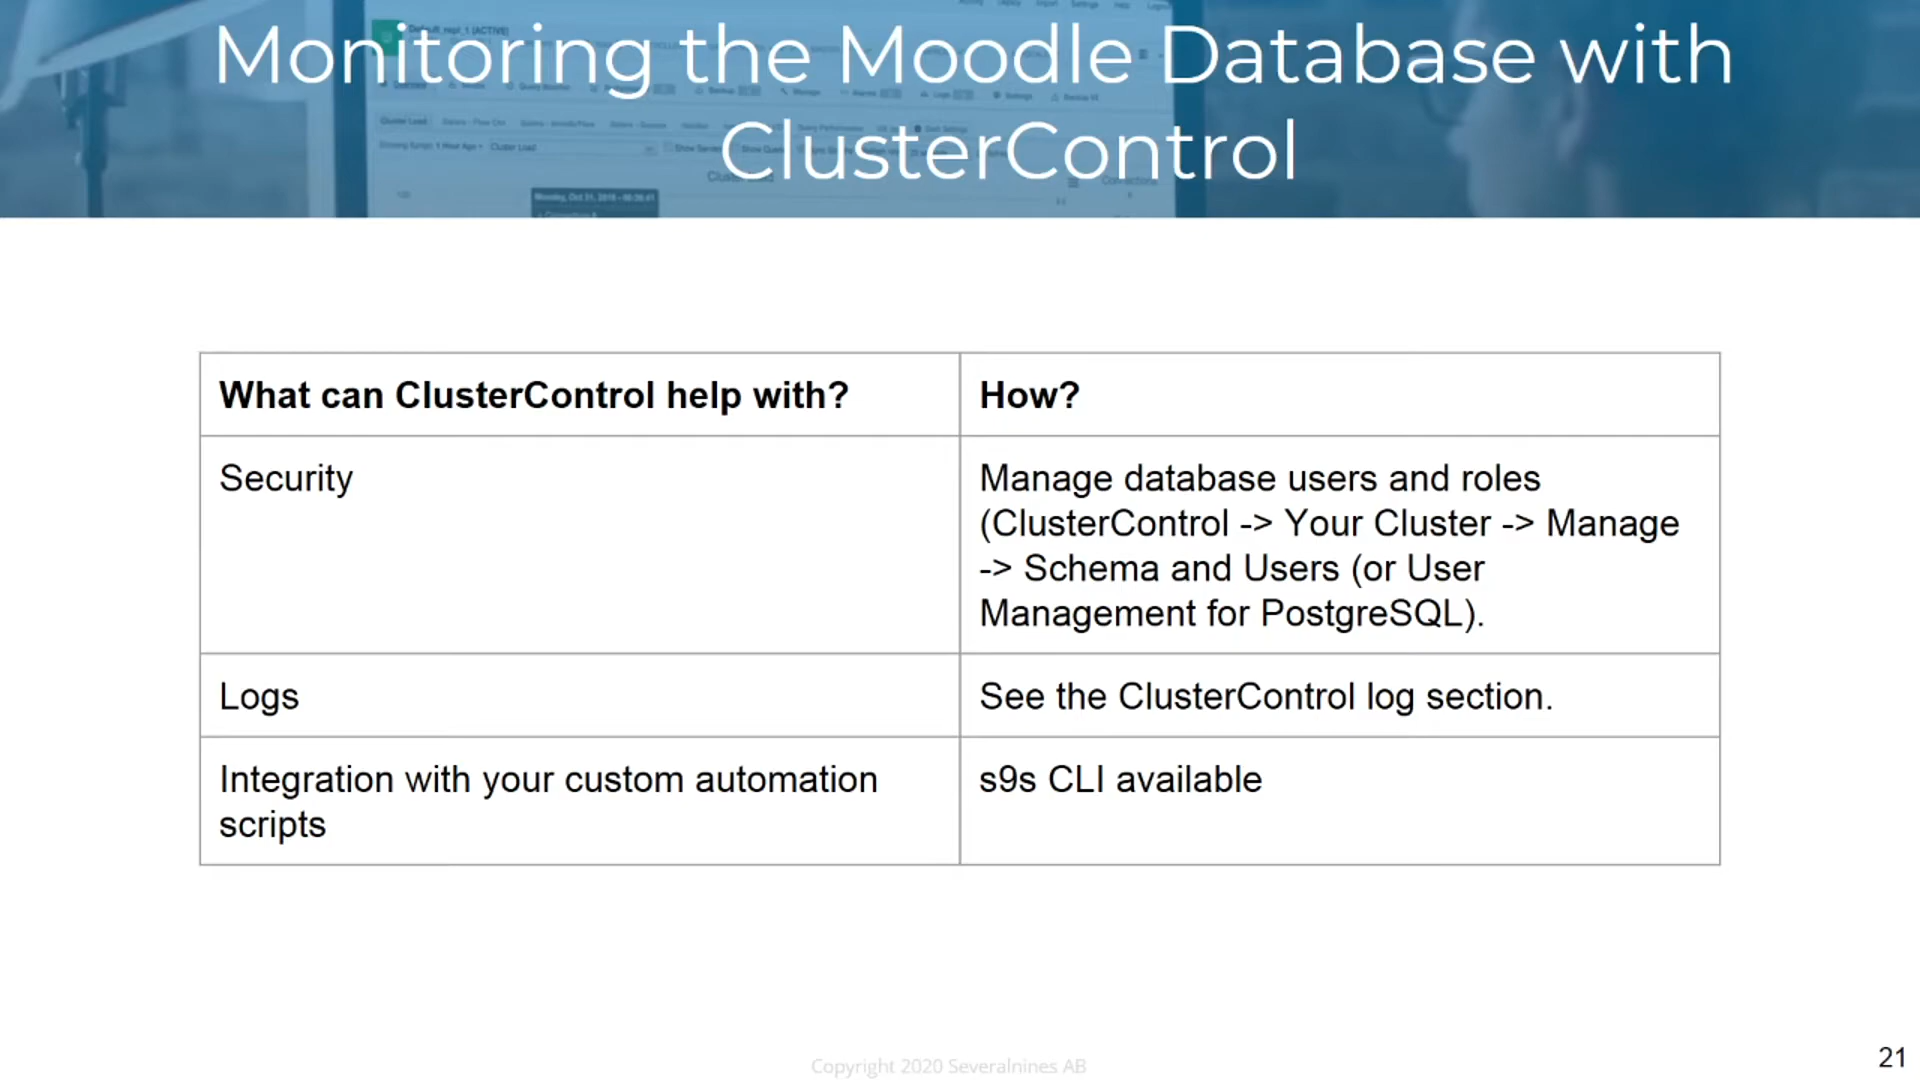 Monitoring the Moodle Database with
ClusterControl
What can ClusterControl help with?
How?
Security
Manage database users and roles
(ClusterControl -> Your Cluster -> Manage
-> Schema and Users (or User
Management for PostgreSQL).
Logs
See the ClusterControl log section.
Integration with your custom automation
scripts
s9s CLI available
Copyright 2020 Severalnines AB
21